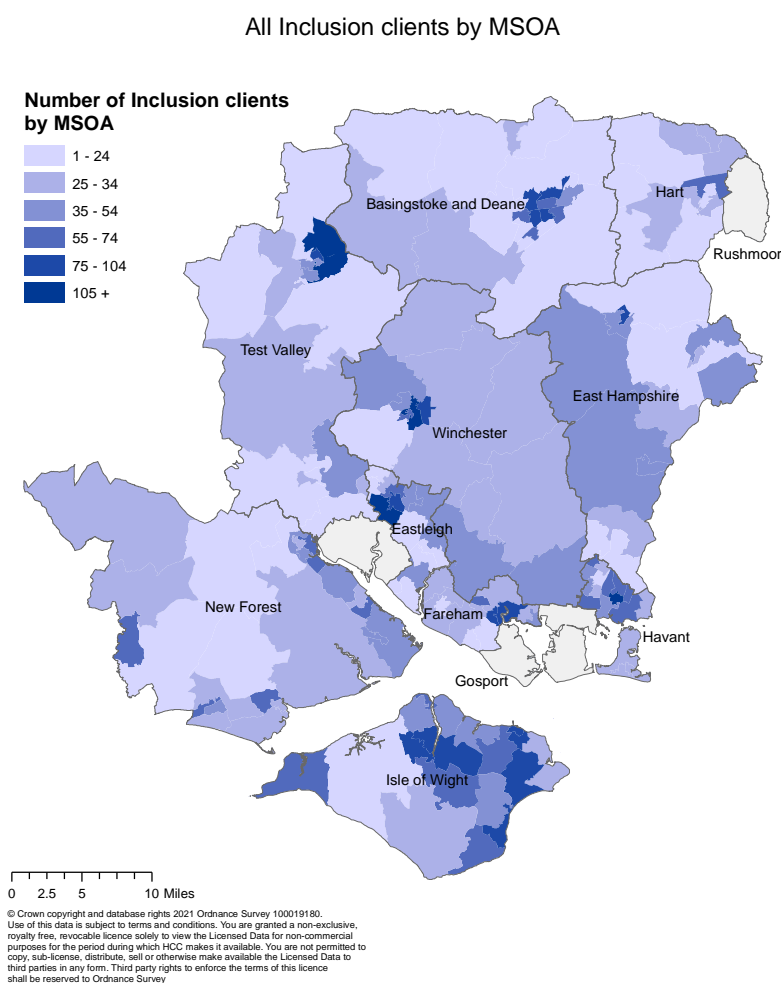 All Inclusion clients by MSOA
Number of Inclusion clients
by MSOA
1 - 24
25 - 34
35 - 54
55 - 74
75 - 104
105 +
Basingstoke and Deane
Hart
Rushmoor
Test Valley
East Hampshire
Winchester
Eastleigh
New Forest
Fareham
Havant
Gosport
Isle of Wight
0 2.5 5 10 Miles
© Crown copyright and database rights 2021 Ordnance Survey 100019180.
Use of this data is subject to terms and conditions. You are granted a non-exclusive,
royalty free, revocable licence solely to view the Licensed Data for non-commercial
purposes for the period during which HCC makes it available. You are not permitted to
copy, sub-license, distribute, sell or otherwise make available the Licensed Data to
third parties in any form. Third party rights to enforce the terms of this licence
shall be reserved to Ordnance Survey